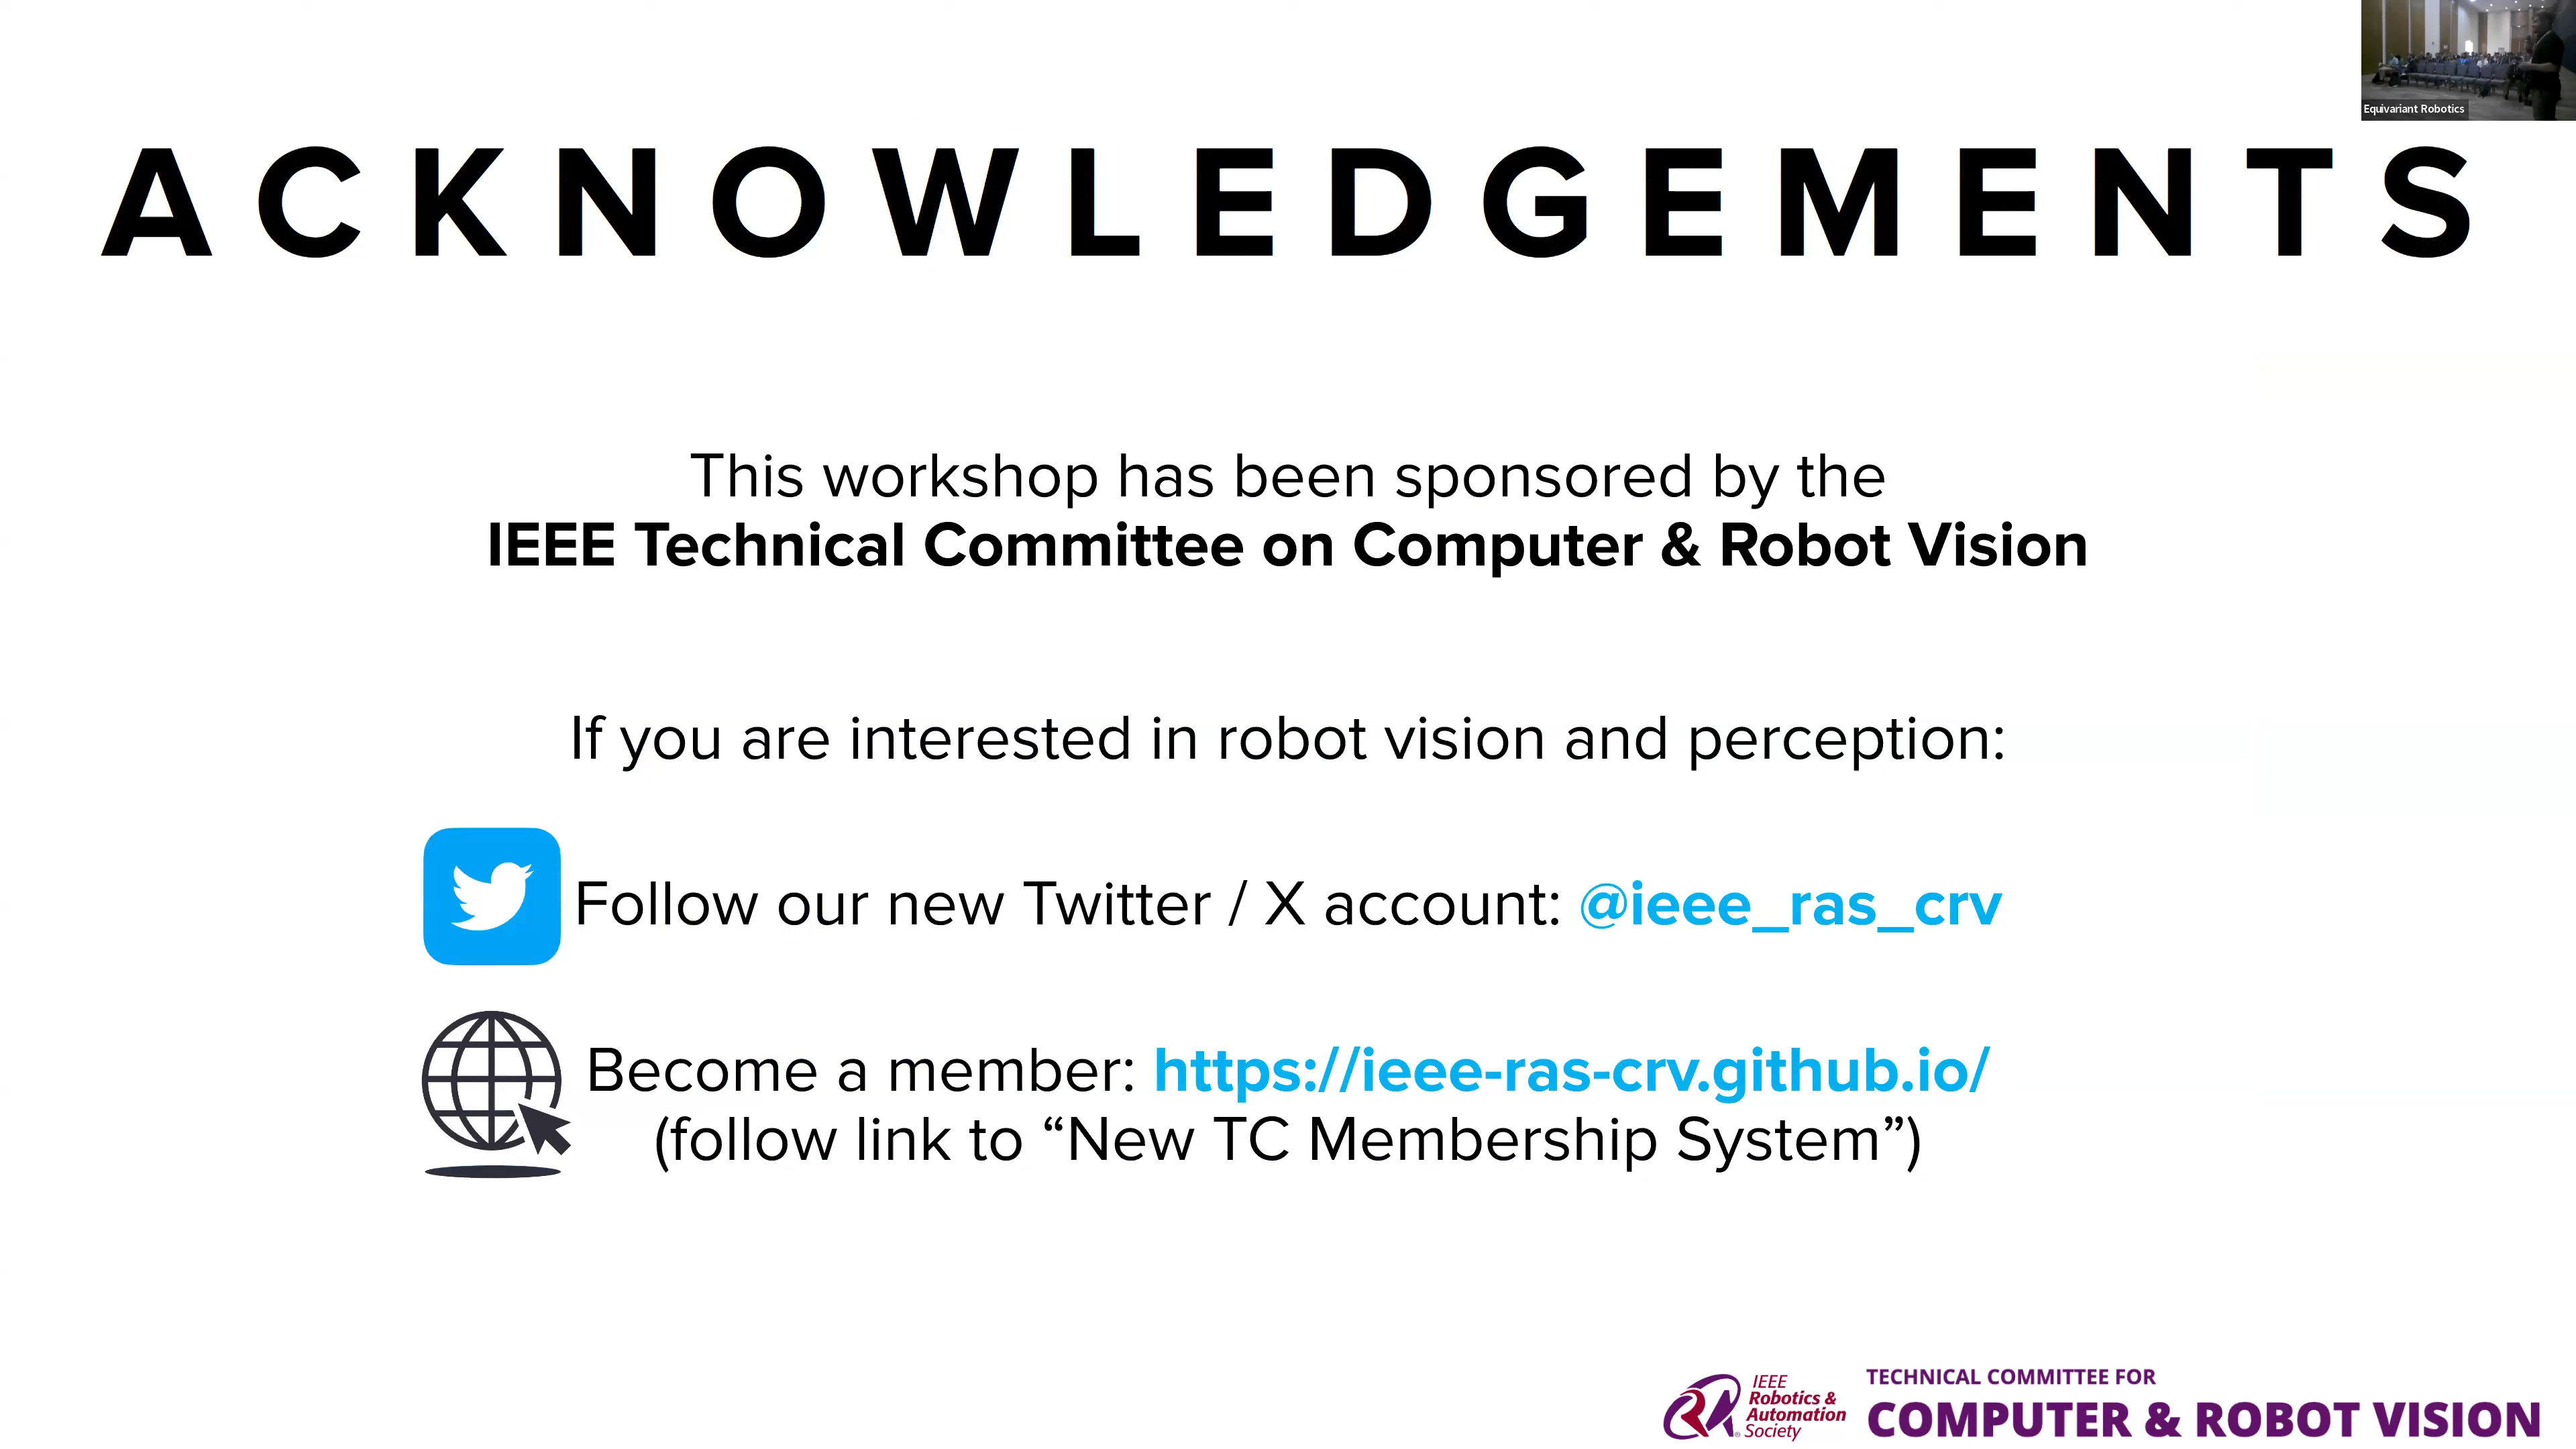 Equivariant Robotics
ACKNOWLEDGEMENTS
This workshop has been sponsored by the
IEEE Technical Committee on Computer & Robot Vision
If you are interested in robot vision and perception:
Follow our new Twitter / X account: @ieee_ras_crv
Become a member: https://ieee-ras-crv.github.io/
(follow link to “New TC Membership System”)
IEEE
Robotics &
Automation
Society
TECHNICAL COMMITTEE FOR
COMPUTER & ROBOT VISION